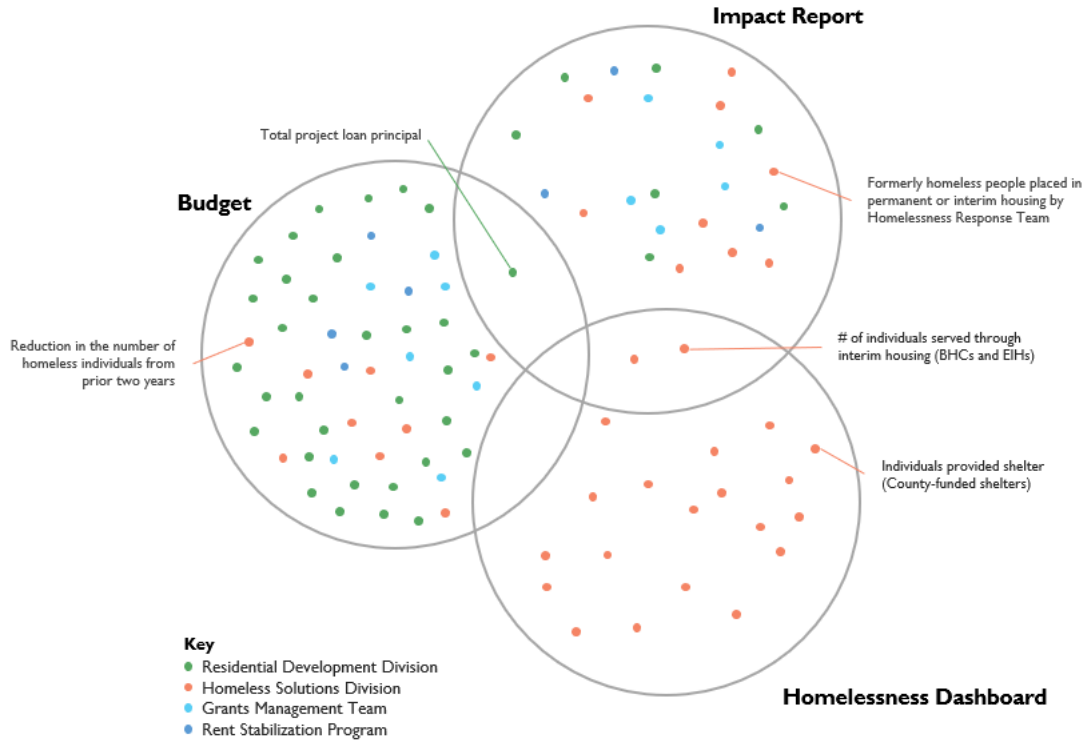 Impact Report
Total project loan principal
Budget
Formerly homeless people placed in
permanent or interim housing by
Homelessness Response Team
Reduction in the number of
homeless individuals from
prior two years
# of individuals served through
interim housing (BHCs and EIHs)
Individuals provided shelter
(County-funded shelters)
Key
Residential Development Division
Homeless Solutions Division
Grants Management Team
Rent Stabilization Program
Homelessness Dashboard